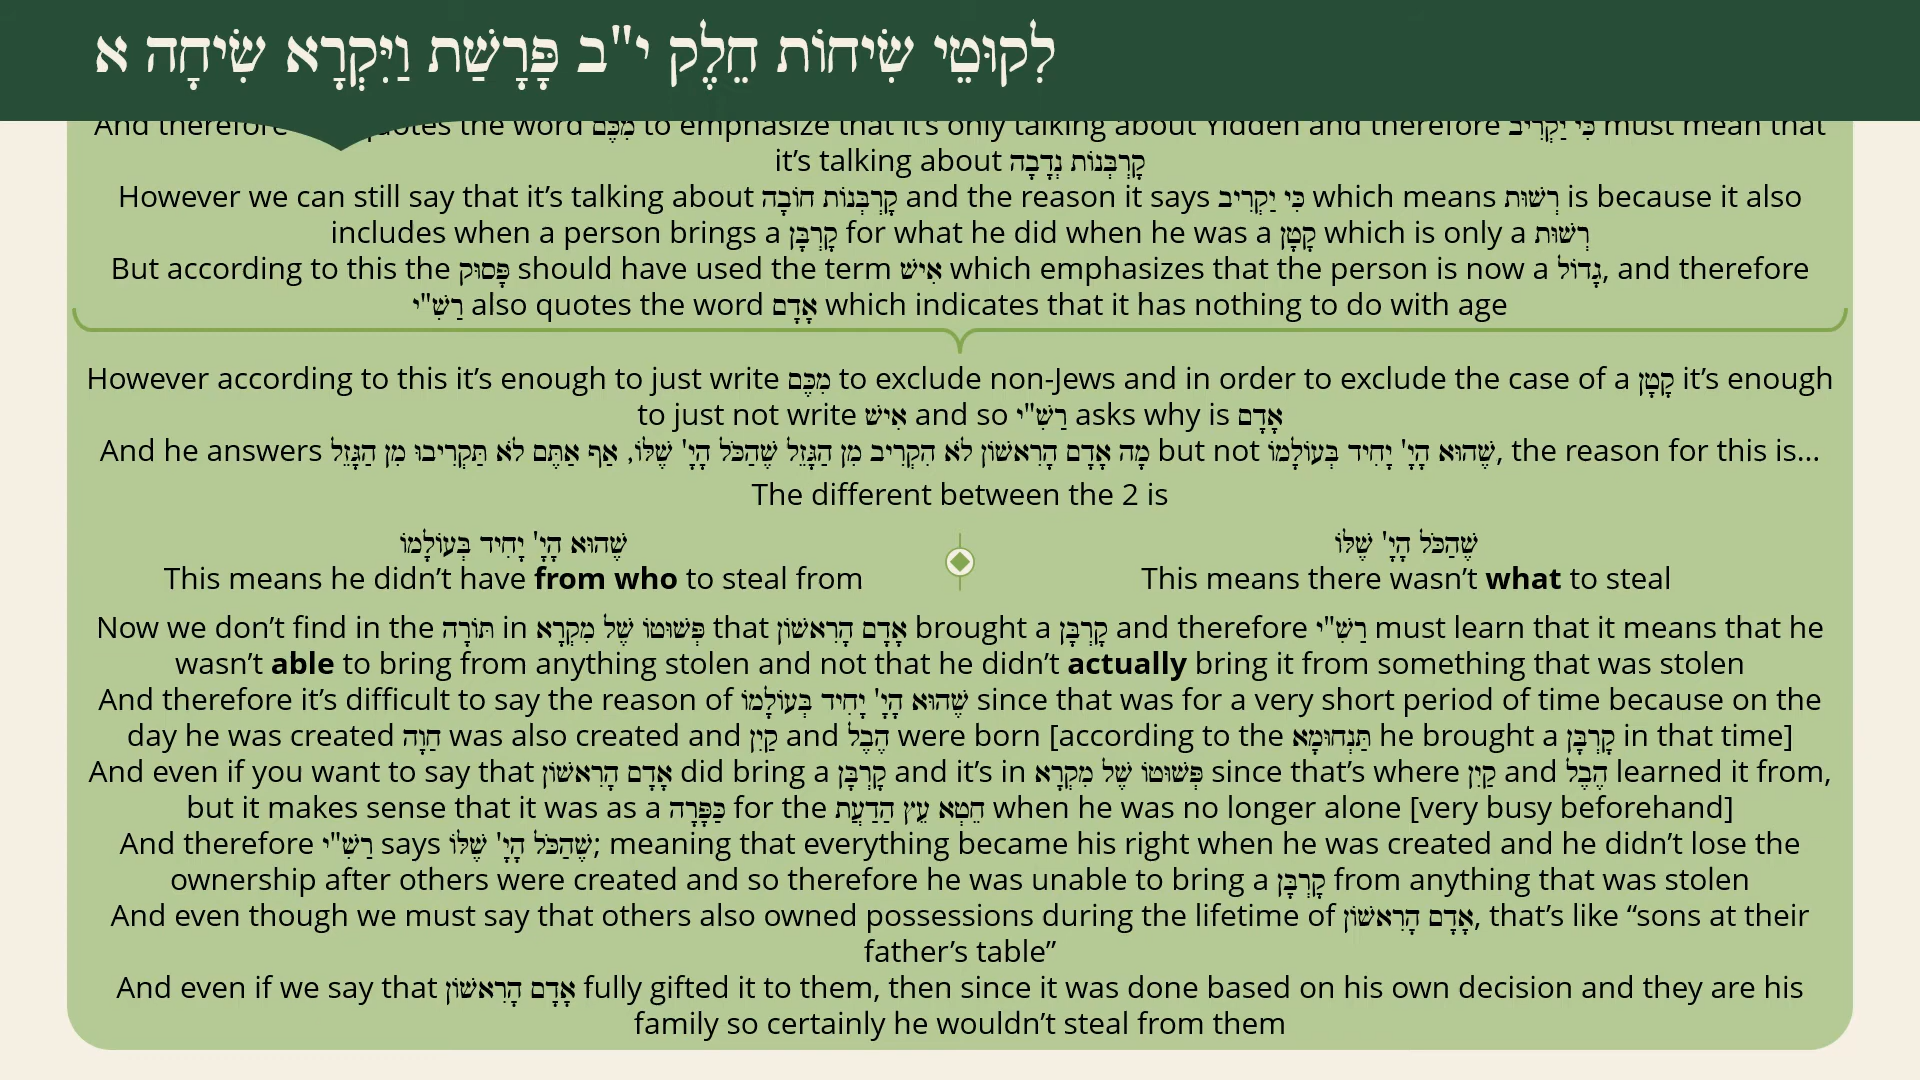 לִקוּטֵי שִׂיחוֹת חֵלֶק י"ב פָּרָשַׁת וַיִּקְרָא שִׂיחָה א
And therefore quotes the word מִכֶּם to emphasize that it’s only talking about Yidden and therefore כִּי יַקְרִיב must mean that
it’s talking about קָרְבְּנוֹת נְדָבָה
However we can still say that it’s talking about קָרְבְּנוֹת חוֹבָה and the reason it says כִּי יַקְרִיב which means רְשׁוּת is because it also
includes when a person brings a קָרְבָּן for what he did when he was a קָטָן which is only a רְשׁוּת
But according to this the פָּסוּק should have used the term אִישׁ which emphasizes that the person is now a גָדוֹל, and therefore
רַשִׁ"י also quotes the word אָדָם which indicates that it has nothing to do with age
However according to this it’s enough to just write מִכֶּם to exclude non-Jews and in order to exclude the case of a קָטָן it’s enough
to just not write אִישׁ and so רַשִׁ"י asks why is אָדָם
And he answers מָה אָדָם הָרִאשׁוֹן לֹא הִקְרִיב מִן הַגָּזֵל שֶׁהַכֹּל הָיָ' שֶׁלּוֹ, אַף אַתֶּם לֹא תַּקְרִיבוּ מִן הַגָּזֵל but not שֶׁהוּא הָיָ' יָחִיד בְּעוֹלָמוֹ, the reason for this is...
The different between the 2 is
שֶׁהוּא הָיָ' יָחִיד בְּעוֹלָמוֹ
This means he didn’t have from who to steal from
שֶׁהַכֹּל הָיָ' שֶׁלּוֹ
This means there wasn’t what to steal
Now we don’t find in the תּוֹרָה in פְּשׁוּטוֹ שֶׁל מִקְרָא that אָדָם הָרִאשׁוֹן brought a קָרְבָּן and therefore רַשִׁ"י must learn that it means that he
wasn’t able to bring from anything stolen and not that he didn’t actually bring it from something that was stolen
And therefore it’s difficult to say the reason of שֶׁהוּא הָיָ' יָחִיד בְּעוֹלָמוֹ since that was for a very short period of time because on the
day he was created חַוָה was also created and קַיִן and הֶבֶל were born [according to the תַּנְחוּמָא he brought a קָרְבָּן in that time]
And even if you want to say that אָדָם הָרִאשׁוֹן did bring a קָרְבָּן and it’s in פְּשׁוּטוֹ שֶׁל מִקְרָא since that’s where קַיִן and הֶבֶל learned it from,
but it makes sense that it was as a כַּפָּרָה for the חֵטְא עֵץ הַדַעַת when he was no longer alone [very busy beforehand]
And therefore רַשִׁ"י says שֶׁהַכֹּל הָיָ' שֶׁלּוֹ; meaning that everything became his right when he was created and he didn’t lose the
ownership after others were created and so therefore he was unable to bring a קָרְבָּן from anything that was stolen
And even though we must say that others also owned possessions during the lifetime of אָדָם הָרִאשׁוֹן, that’s like “sons at their
father’s table”
And even if we say that אָדָם הָרִאשׁוֹן fully gifted it to them, then since it was done based on his own decision and they are his
family so certainly he wouldn’t steal from them